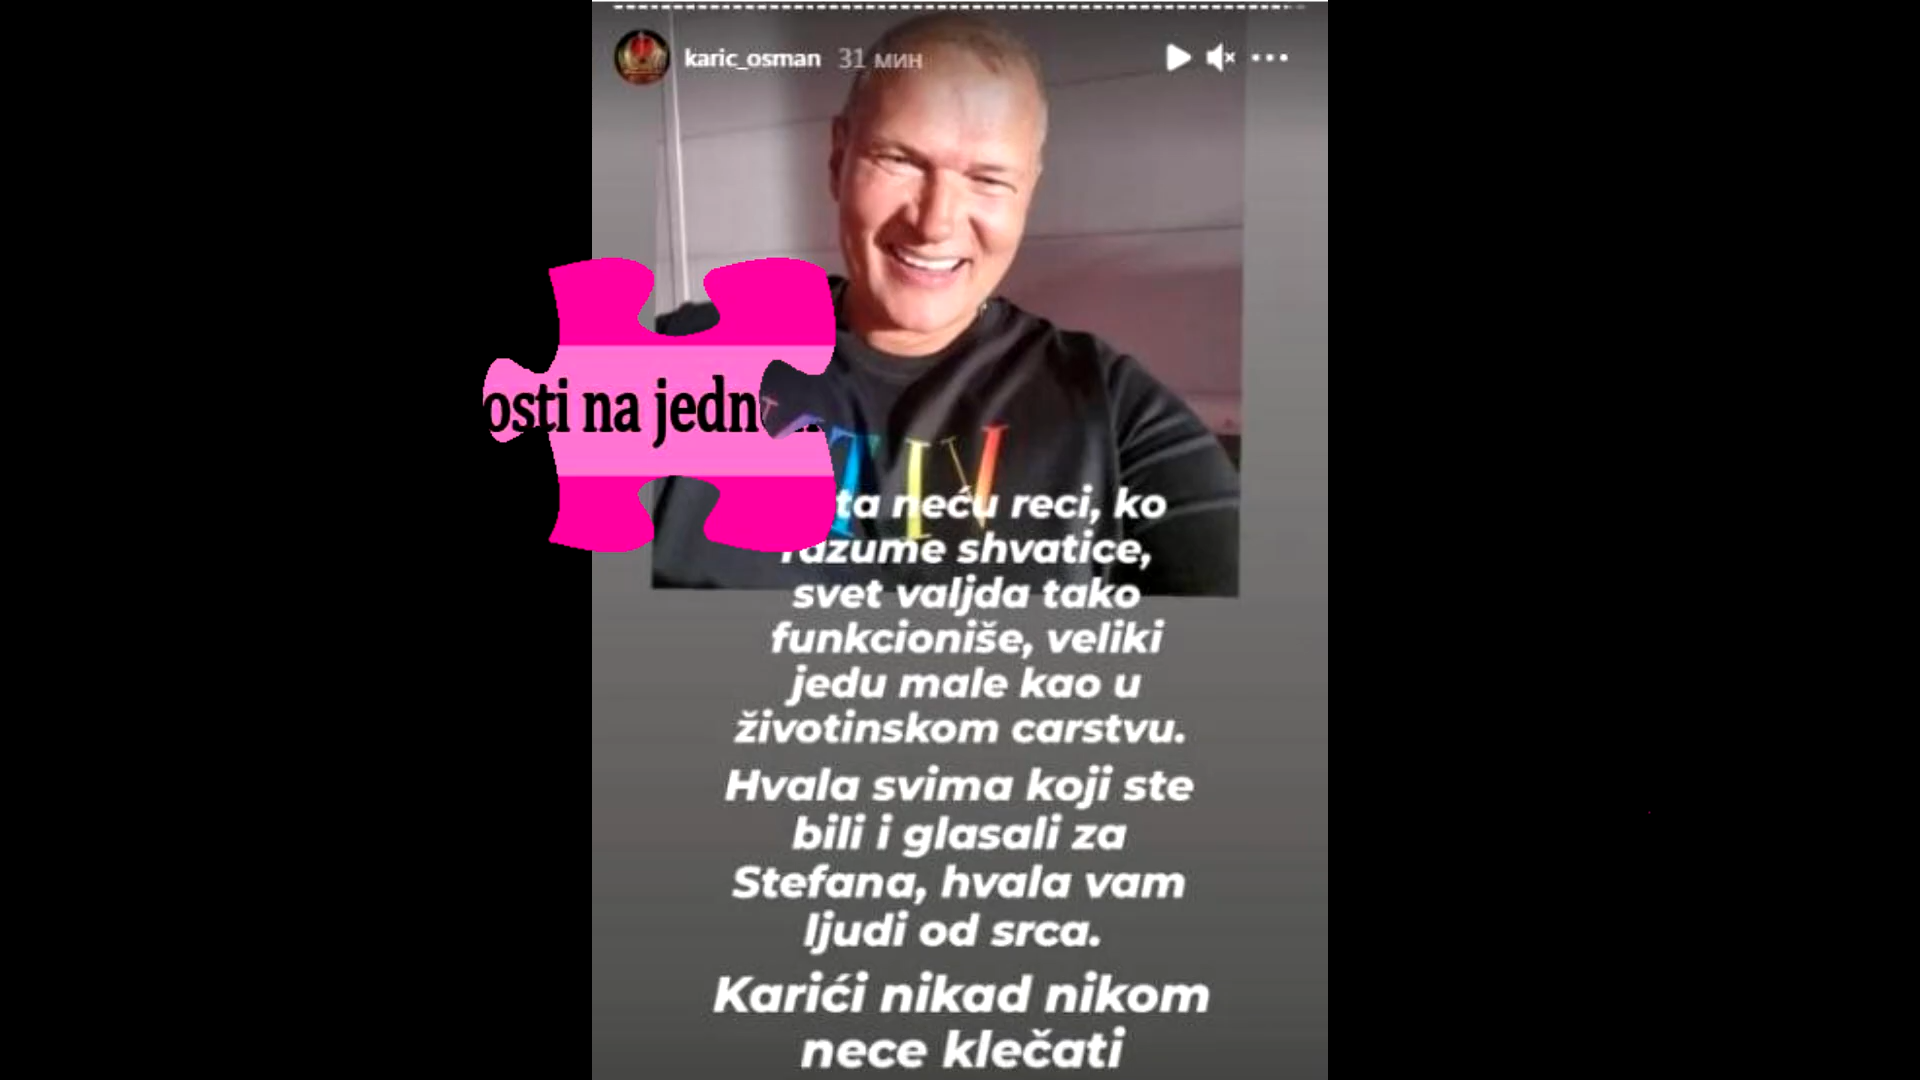 karic_osman 31 мин
osti na jedn
neću reci, ko
razume shvatice,
svet valjda tako
funkcioniše, veliki
jedu male kao u
životinskom carstvu.
Hvala svima koji ste
bili i glasali za
Stefana, hvala vam
ljudi od srca.
Karići nikad nikom
nece klečati